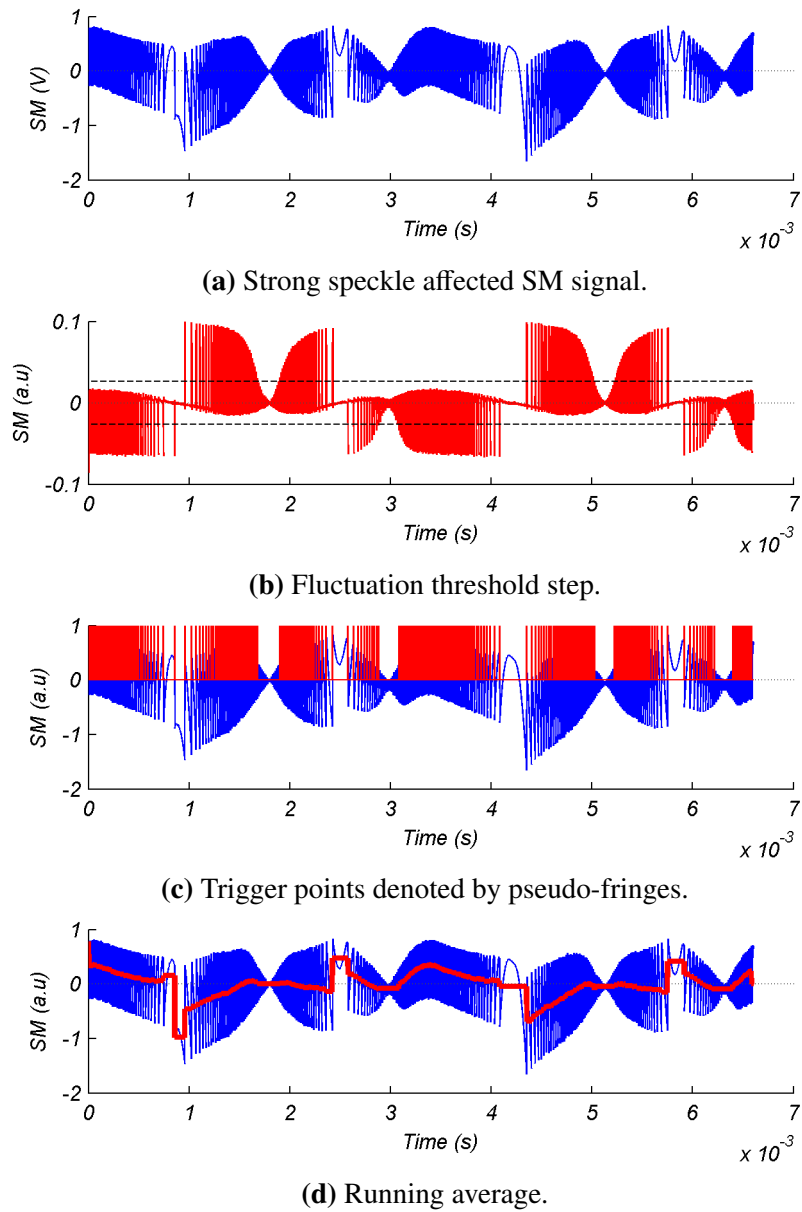 1
0
-1
-2
SM (V)
0 1 2 3 4 5 6 7
Time (s)
x 10-3
(a) Strong speckle affected SM signal.
0.1
0
-0.1
SM (a.u)
0 1 2 3 4 5 6 7
Time (s)
x 10-3
(b) Fluctuation threshold step.
1
0
-1
-2
SM (a.u)
0 1 2 3 4 5 6 7
Time (s)
x 10-3
(c) Trigger points denoted by pseudo-fringes.
1
0
-1
-2
SM (a.u)
0 1 2 3 4 5 6 7
Time (s)
x 10-3
(d) Running average.